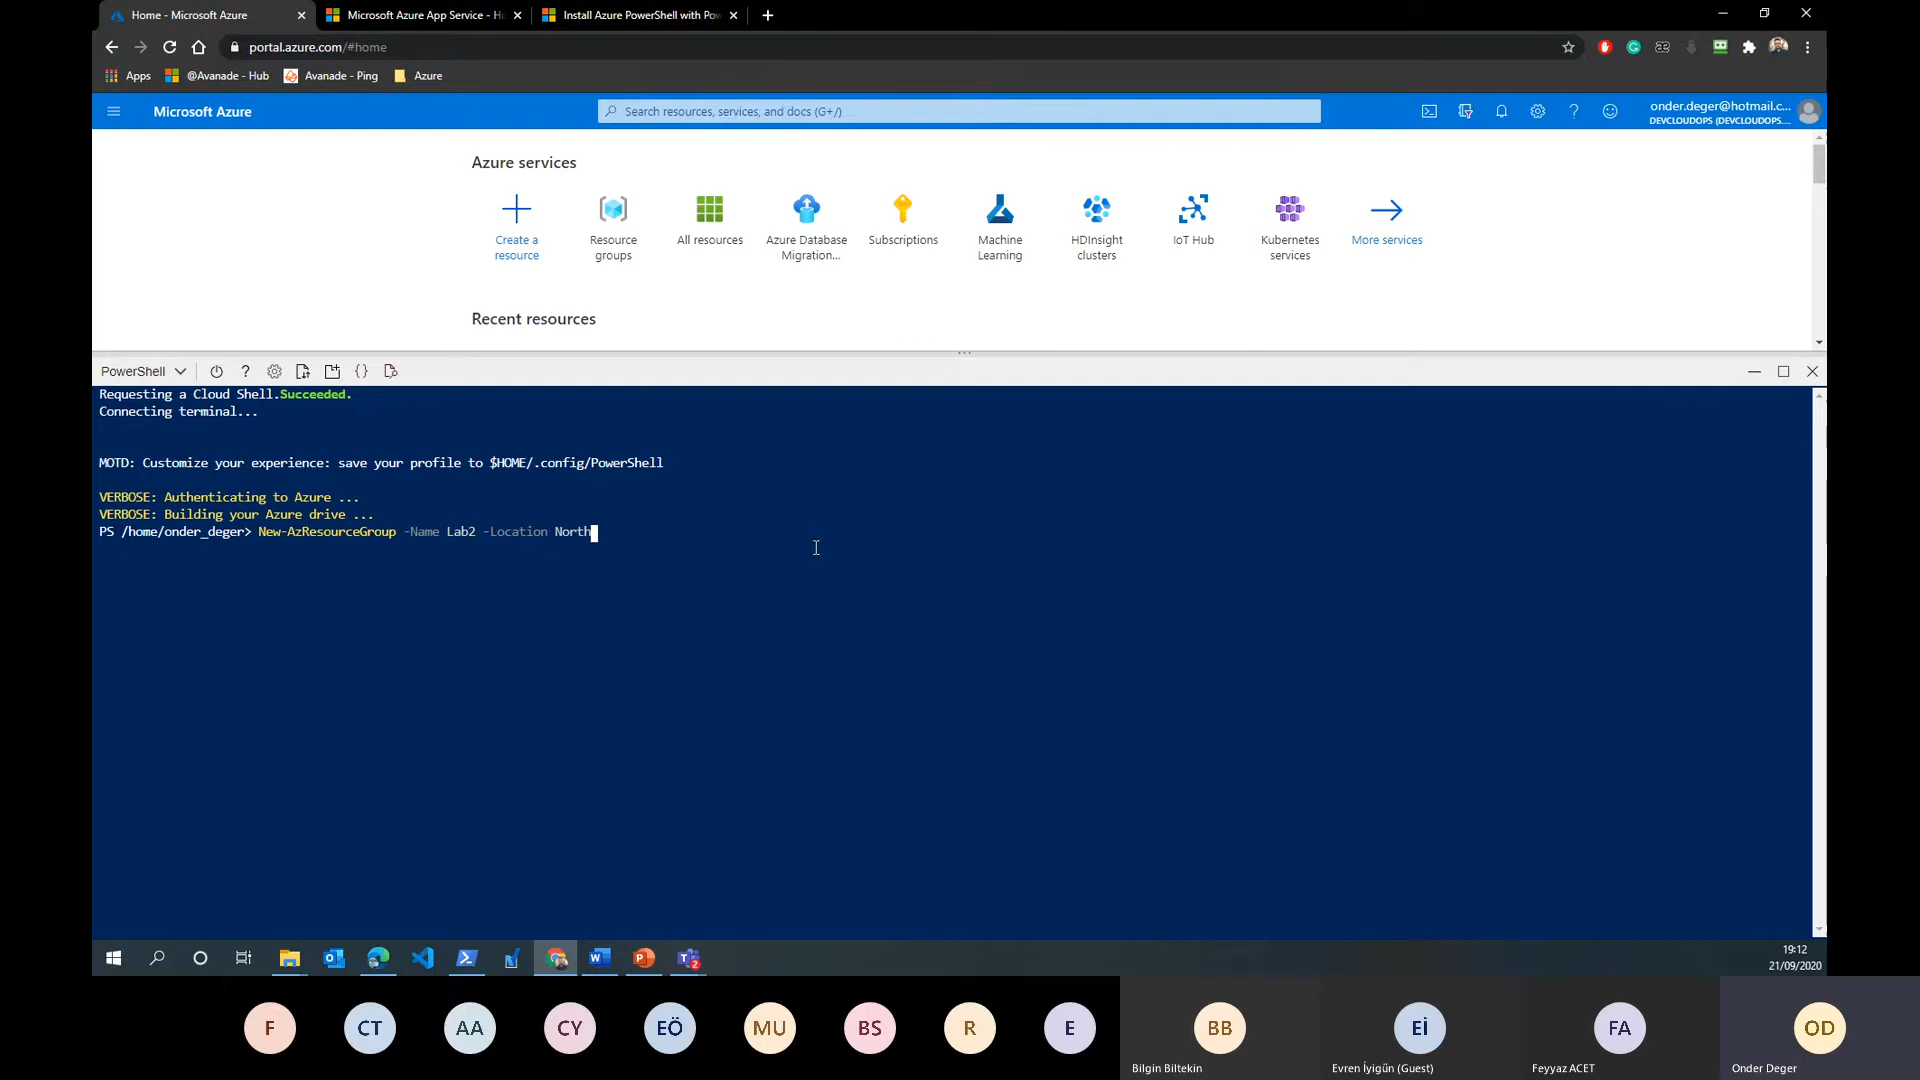 Home - Microsoft Azure
Microsoft Azure App Service - Ho
Install Azure PowerShell with Pow
portal.azure.com/#home
Apps
@Avanade - Hub
Avanade - Ping
Azure
Microsoft Azure
Search resources, services, and docs (G+/)
onder.deger@hotmail.c...
DEVCLOUDOPS (DEVCLOUDOPS....
Azure services
Create a resource
Resource groups
All resources
Azure Database Migration...
Subscriptions
Machine Learning
HDInsight clusters
IoT Hub
Kubernetes services
More services
Recent resources
PowerShell
Requesting a Cloud Shell.Succeeded.
Connecting terminal...
MOTD: Customize your experience: save your profile to $HOME/.config/PowerShell
VERBOSE: Authenticating to Azure ...
VERBOSE: Building your Azure drive ...
PS /home/onder_deger> New-AzResourceGroup -Name Lab2 -Location North
19:12
21/09/2020
F
CT
AA
CY
EÖ
MU
BS
R
E
BB
Bilgin Biltekin
Eİ
Evren İyigün (Guest)
FA
Feyyaz ACET
OD
Onder Deger